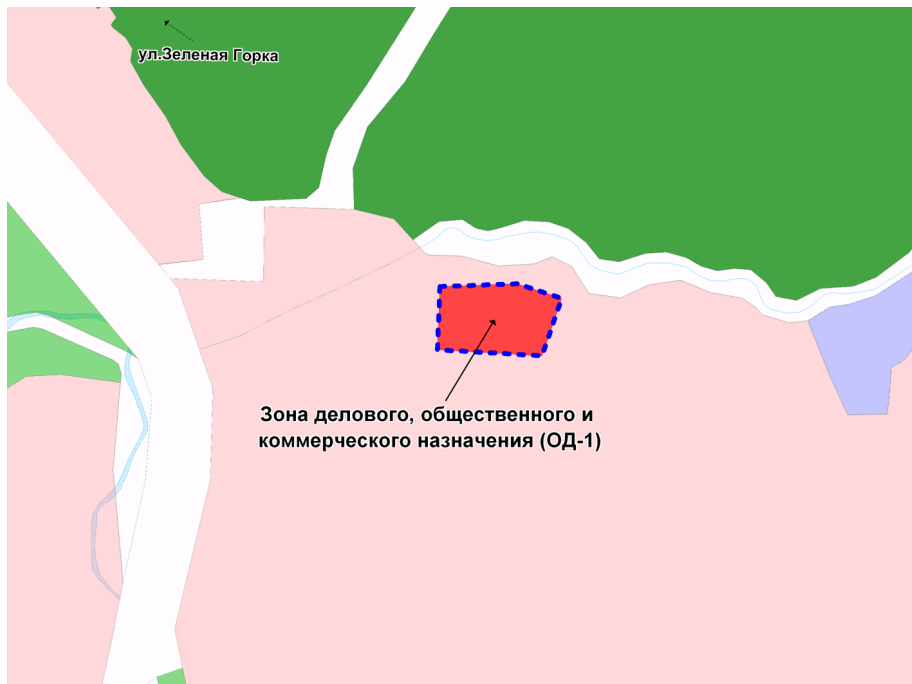 ул.Зеленая Горка
Зона делового, общественного и
коммерческого назначения (ОД-1)